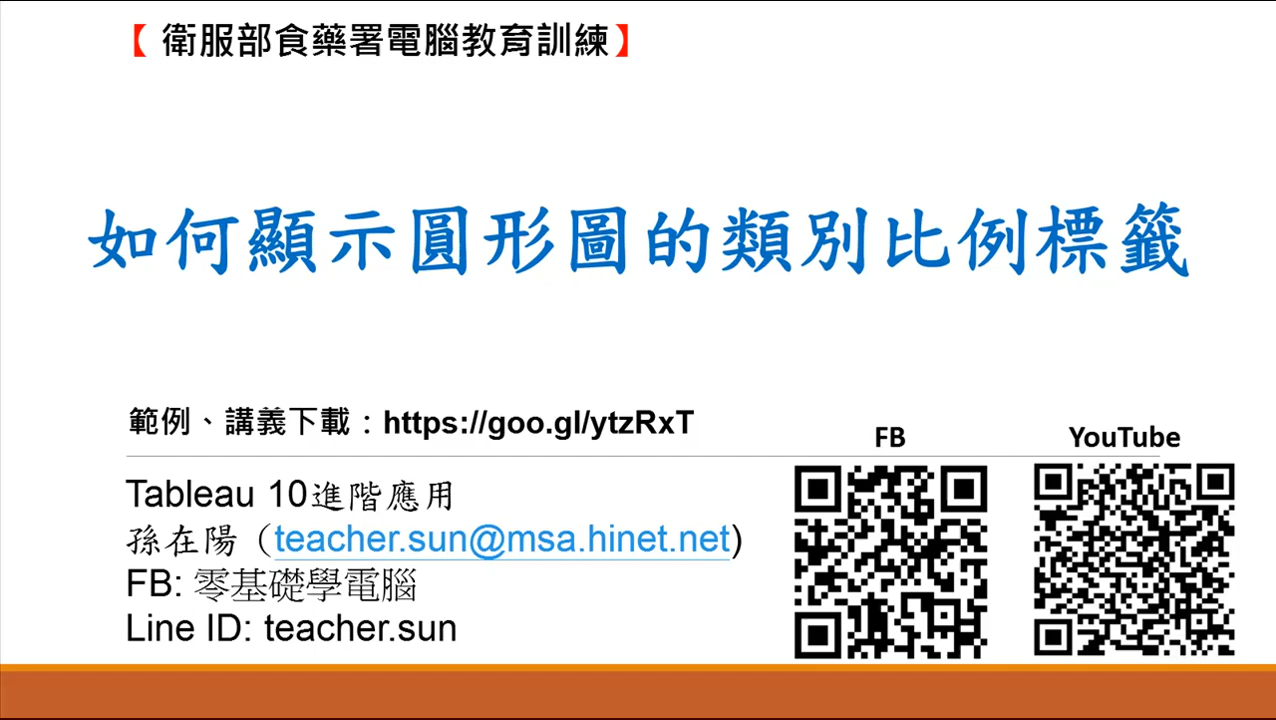 【 衛服部食藥署電腦教育訓練】
如何顯示圓形圖的類別比例標籤
範例、講義下載：https://goo.gl/ytzRxT
FB
YouTube
Tableau 10進階應用
孫在陽（teacher.sun@msa.hinet.net)
FB: 零基礎學電腦
Line ID: teacher.sun